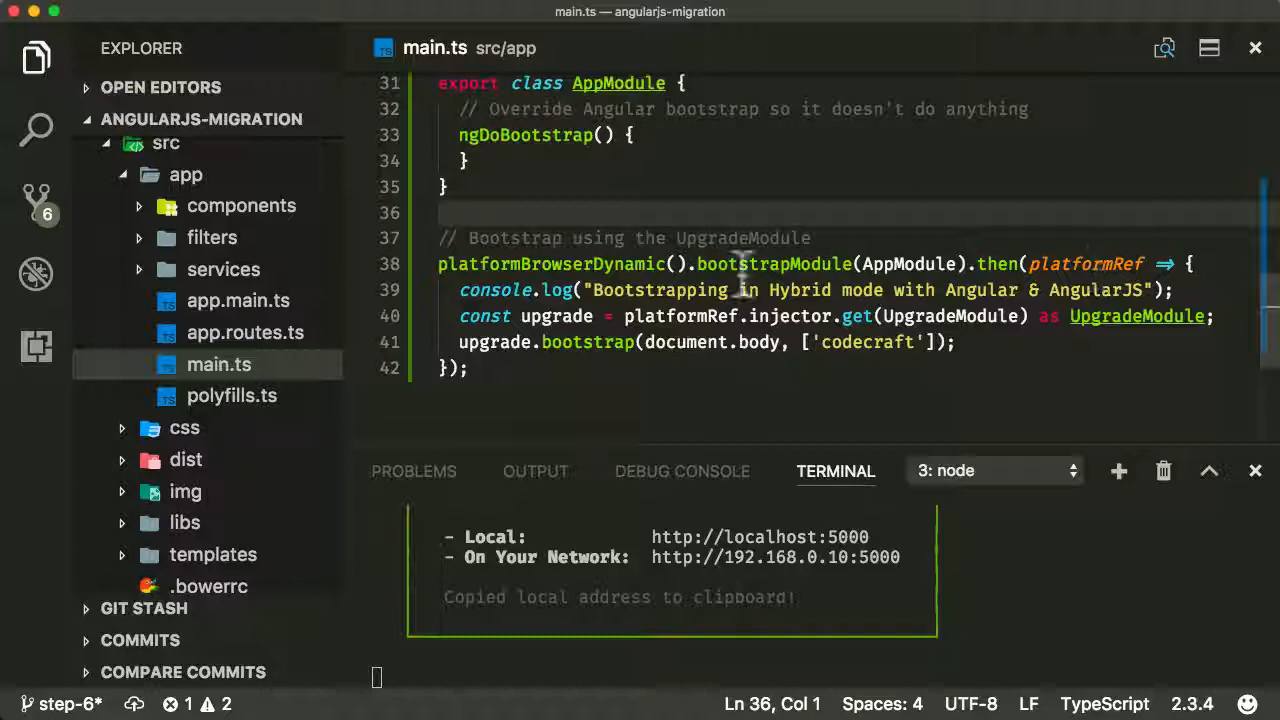 main.ts — angularjs-migration
EXPLORER
OPEN EDITORS
ANGULARJS-MIGRATION
src
app
components
filters
services
app.main.ts
app.routes.ts
main.ts
polyfills.ts
css
dist
img
libs
templates
.bowerrc
GIT STASH
COMMITS
COMPARE COMMITS
6
TS main.ts src/app
31 export class AppModule {
32 // Override Angular bootstrap so it doesn't do anything
33 ngDoBootstrap() {
34 }
35 }
36
37 // Bootstrap using the UpgradeModule
38 platformBrowserDynamic().bootstrapModule(AppModule).then(platformRef => {
39 console.log("Bootstrapping in Hybrid mode with Angular & AngularJS");
40 const upgrade = platformRef.injector.get(UpgradeModule) as UpgradeModule;
41 upgrade.bootstrap(document.body, ['codecraft']);
42 });
PROBLEMS OUTPUT DEBUG CONSOLE TERMINAL 3: node
- Local: http://localhost:5000
- On Your Network: http://192.168.0.10:5000
Copied local address to clipboard!
step-6* 1 2 Ln 36, Col 1 Spaces: 4 UTF-8 LF TypeScript 2.3.4